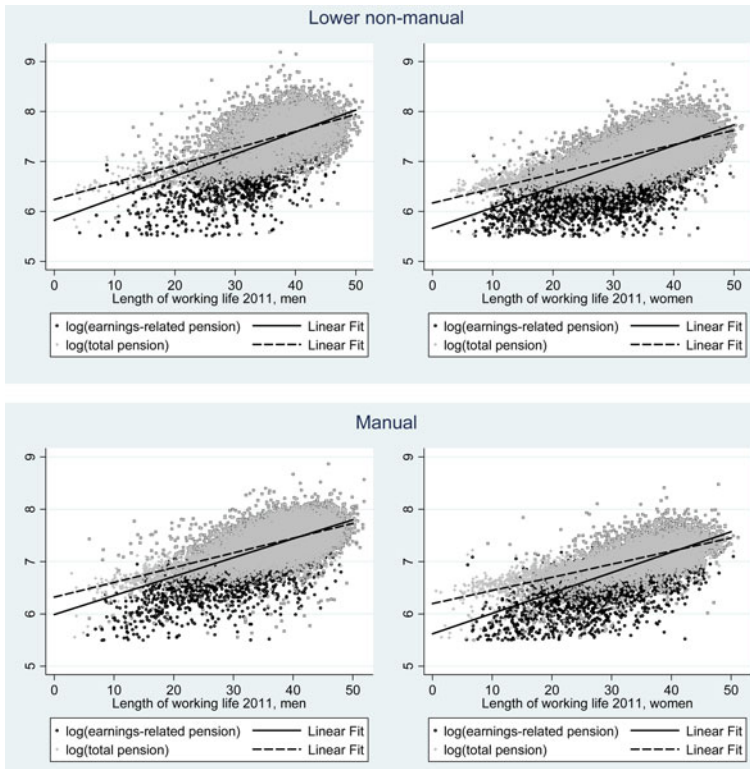 Lower non-manual
9
8
7
6
5
0 10 20 30 40 50
Length of working life 2011, men
log(earnings-related pension) Linear Fit
log(total pension) Linear Fit
9
8
7
6
5
0 10 20 30 40 50
Length of working life 2011, women
log(earnings-related pension) Linear Fit
log(total pension) Linear Fit
Manual
9
8
7
6
5
0 10 20 30 40 50
Length of working life 2011, men
log(earnings-related pension) Linear Fit
log(total pension) Linear Fit
9
8
7
6
5
0 10 20 30 40 50
Length of working life 2011, women
log(earnings-related pension) Linear Fit
log(total pension) Linear Fit